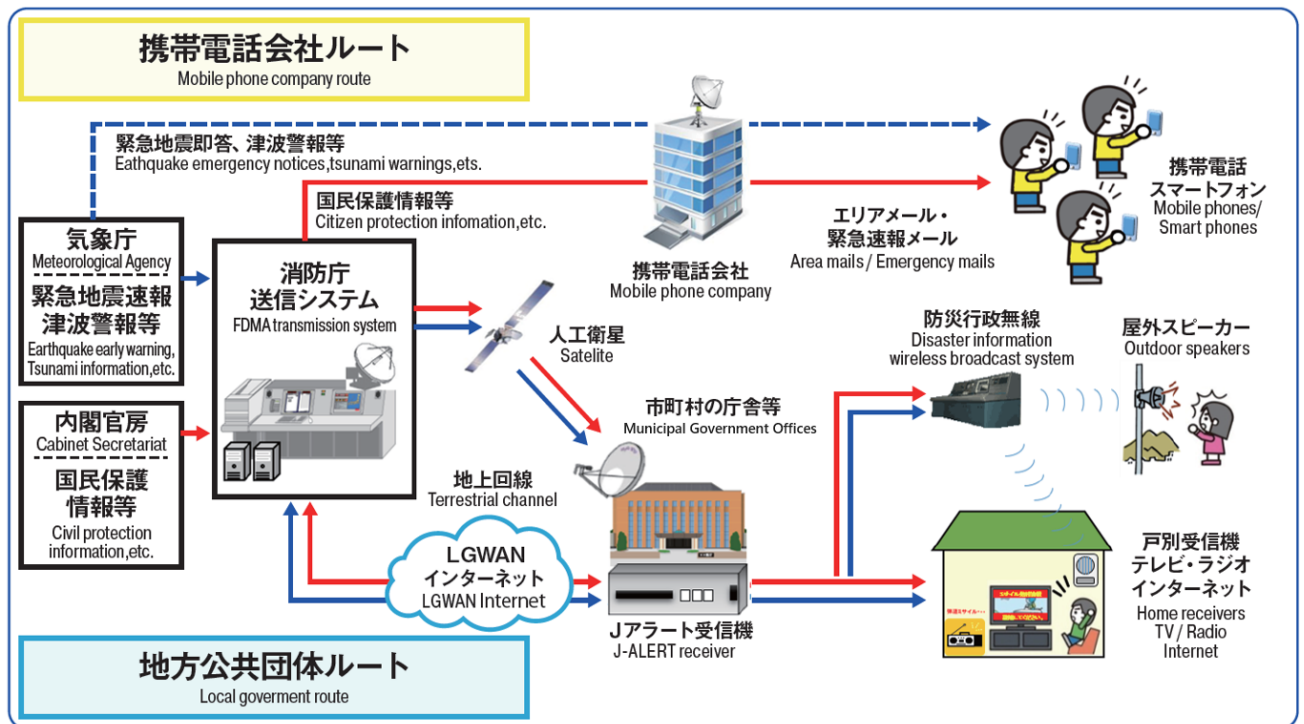 携帯電話会社ルート
Mobile phone company route
緊急地震即答、津波警報等
Eathquake emergency notices,tsunami warnings,ets.
国民保護情報等
Citizen protection infomation,etc.
携帯電話会社
Mobile phone company
エリアメール・
緊急速報メール
Area mails / Emergency mails
携帯電話
スマートフォン
Mobile phones/
Smart phones
気象庁
Meteorological Agency
緊急地震速報
津波警報等
Earthquake early warning,
Tsunami information,etc.
内閣官房
Cabinet Secretariat
国民保護
情報等
Civil protection
information,etc.
消防庁
送信システム
FDMA transmission system
人工衛星
Satelite
市町村の庁舎等
Municipal Government Offices
地上回線
Terrestrial channel
LGWAN
インターネット
LGWAN Internet
Jアラート受信機
J-ALERT receiver
防災行政無線
Disaster information
wireless broadcast system
屋外スピーカー
Outdoor speakers
戸別受信機
テレビ・ラジオ
インターネット
Home receivers
TV / Radio
Internet
地方公共団体ルート
Local goverment route